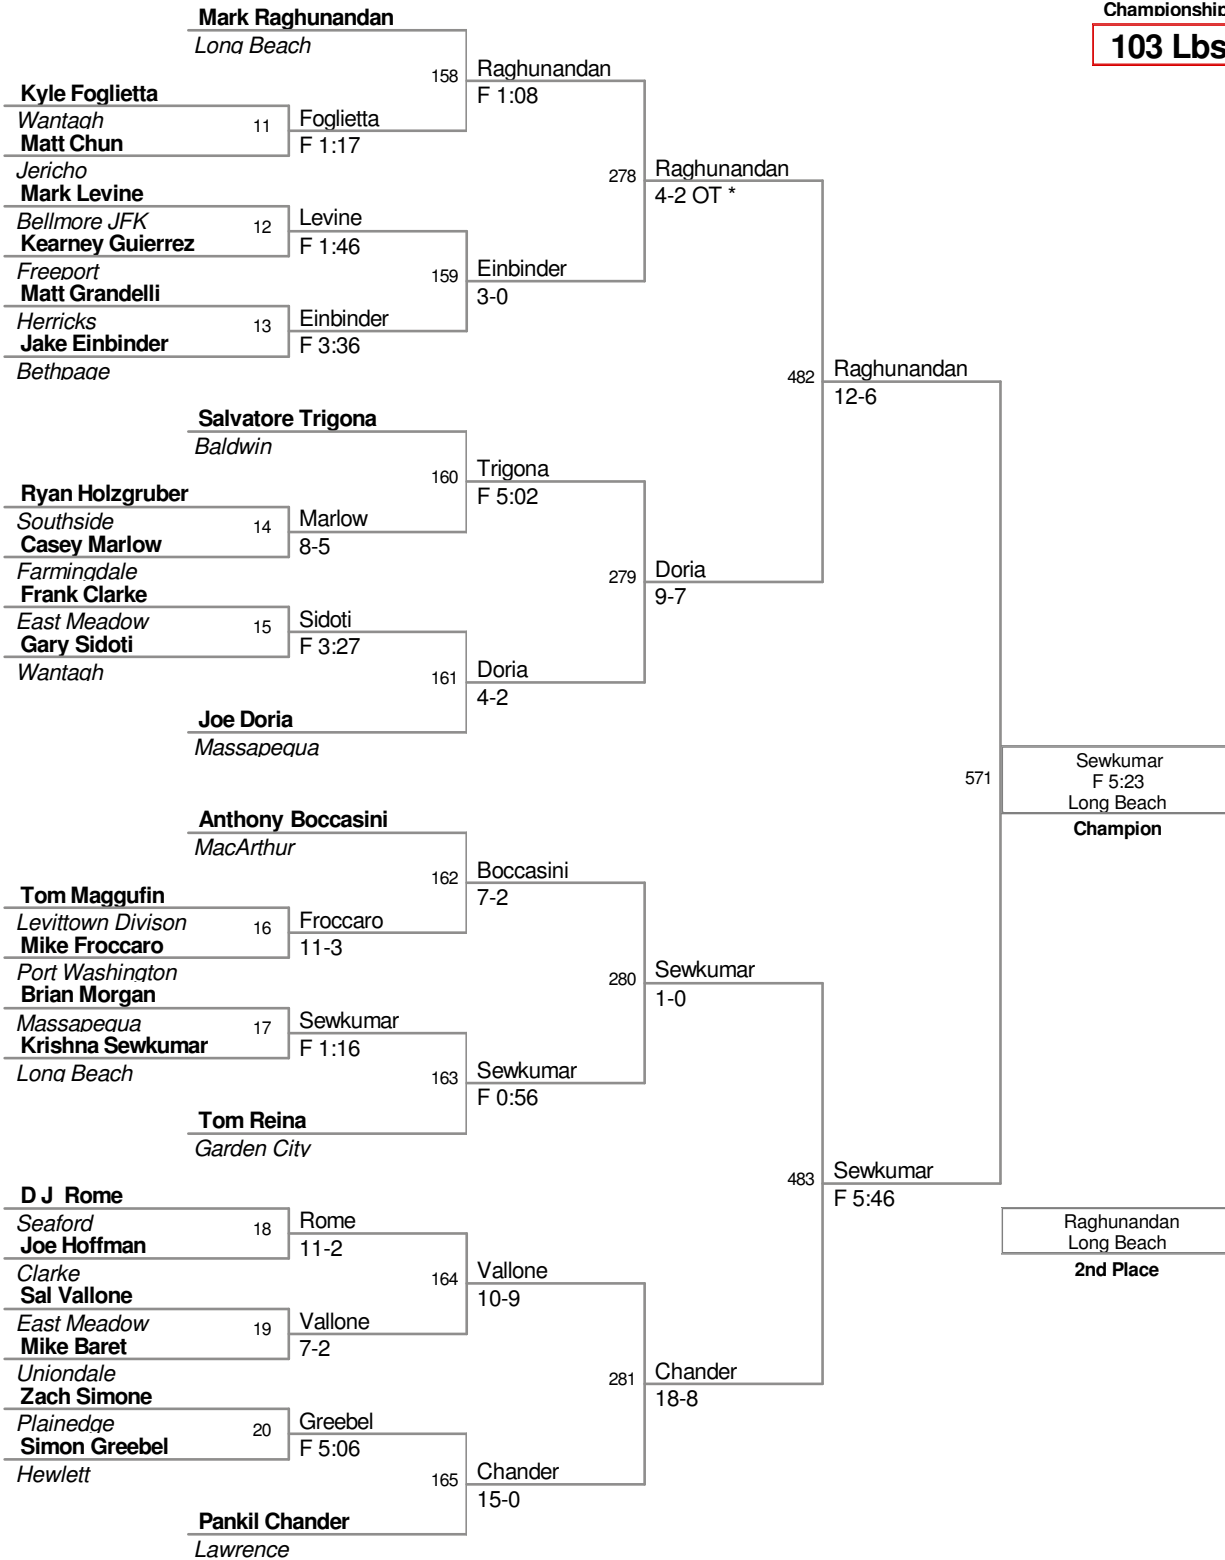 Championship
103 Lbs
Mark Raghunandan
Long Beach
158
Raghunandan
F 1:08
Kyle Foglietta
Wantagh
11
Foglietta
F 1:17
Matt Chun
Jericho
278
Raghunandan
4-2 OT *
Mark Levine
Bellmore JFK
12
Levine
F 1:46
Kearney Guierrez
Freeport
159
Einbinder
3-0
Matt Grandelli
Herricks
13
Einbinder
F 3:36
Jake Einbinder
Bethpage
482
Raghunandan
12-6
Salvatore Trigona
Baldwin
160
Trigona
F 5:02
Ryan Holzgruber
Southside
14
Marlow
8-5
Casey Marlow
Farmingdale
279
Doria
9-7
Frank Clarke
East Meadow
15
Sidoti
F 3:27
Gary Sidoti
Wantagh
161
Doria
4-2
Joe Doria
Massapequa
571
Sewkumar
F 5:23
Long Beach
Champion
Anthony Boccasini
MacArthur
162
Boccasini
7-2
Tom Maggufin
Levittown Divison
16
Froccaro
11-3
Mike Froccaro
Port Washington
280
Sewkumar
1-0
Brian Morgan
Massapequa
17
Sewkumar
F 1:16
Krishna Sewkumar
Long Beach
163
Sewkumar
F 0:56
Tom Reina
Garden City
483
Sewkumar
F 5:46
D J Rome
Seaford
18
Rome
11-2
Joe Hoffman
Clarke
164
Vallone
10-9
Raghunandan
Long Beach
2nd Place
Sal Vallone
East Meadow
19
Vallone
7-2
Mike Baret
Uniondale
281
Chander
18-8
Zach Simone
Plainedge
20
Greebel
F 5:06
Simon Greebel
Hewlett
165
Chander
15-0
Pankil Chander
Lawrence